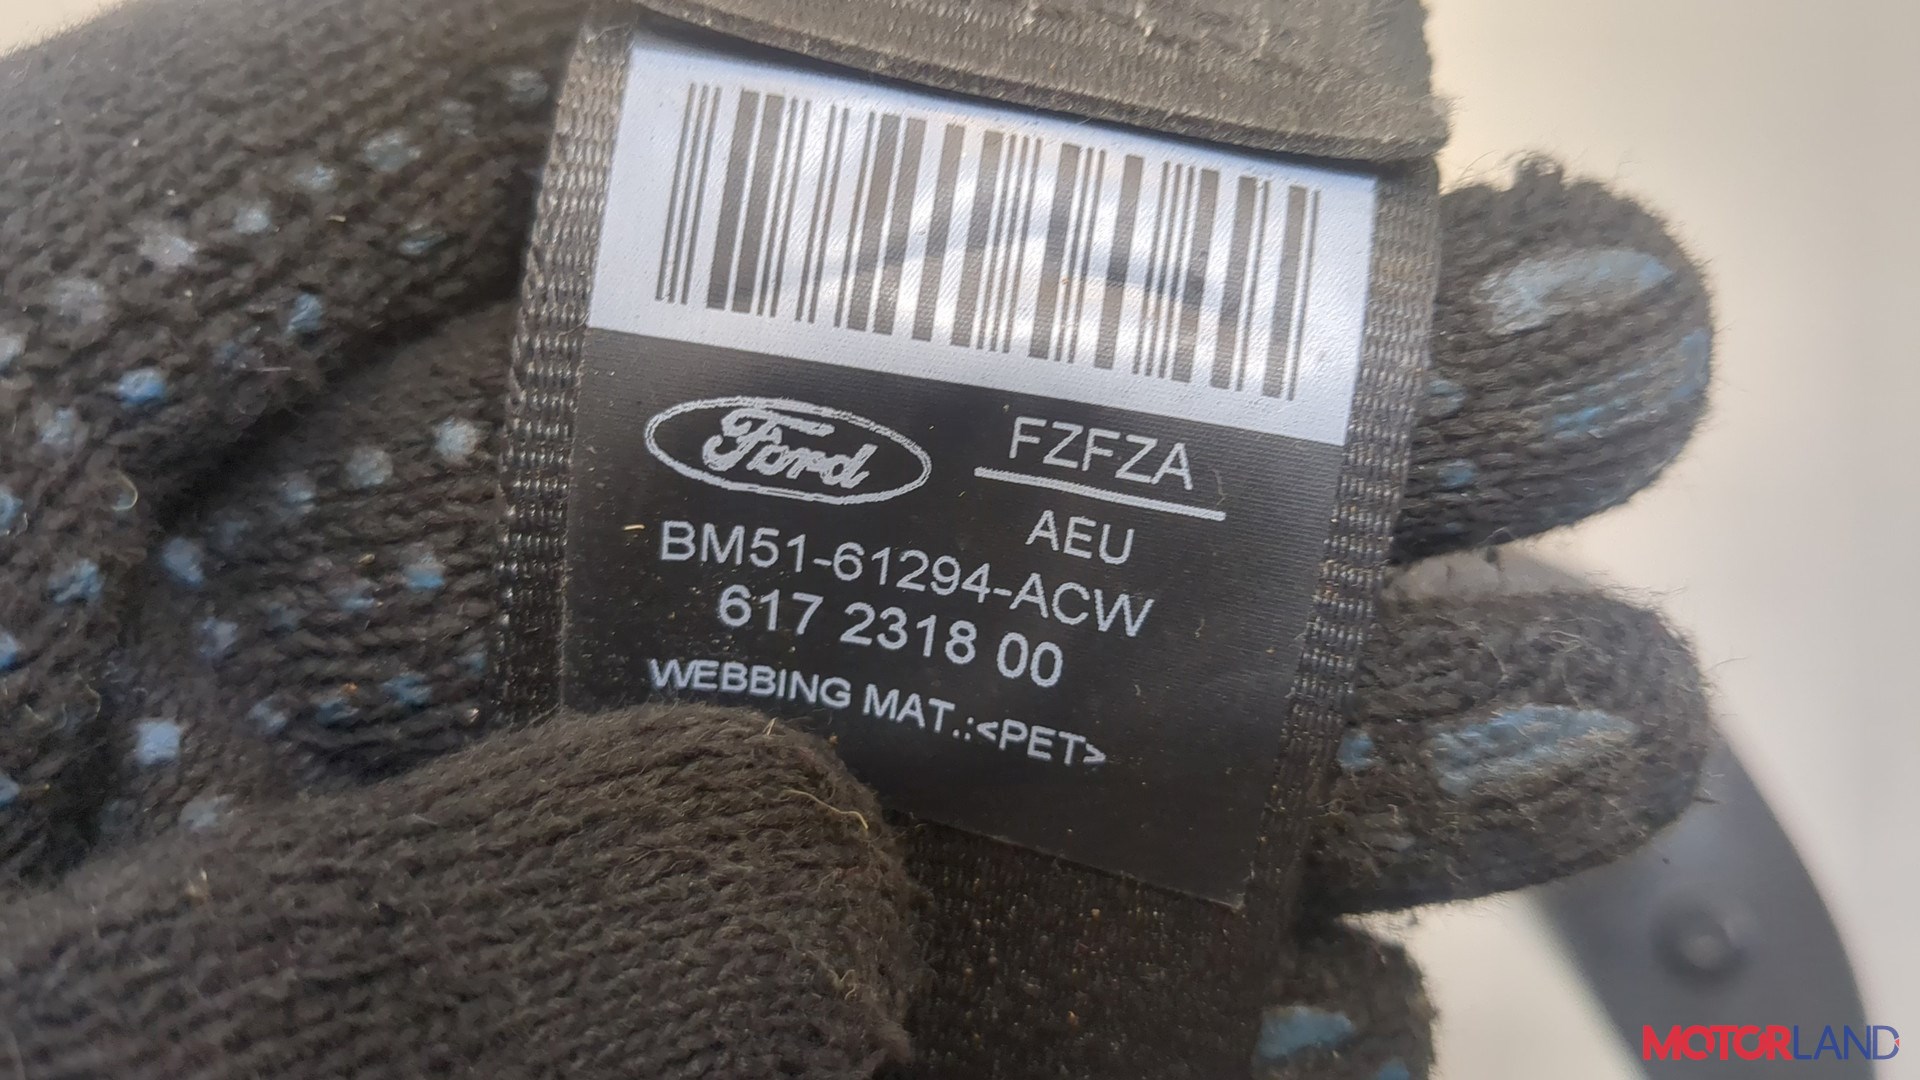 Ford
FZFZA
AEU
BM51-61294-ACW
617 2318 00
WEBBING MAT.:<PET>
MOTORLAND